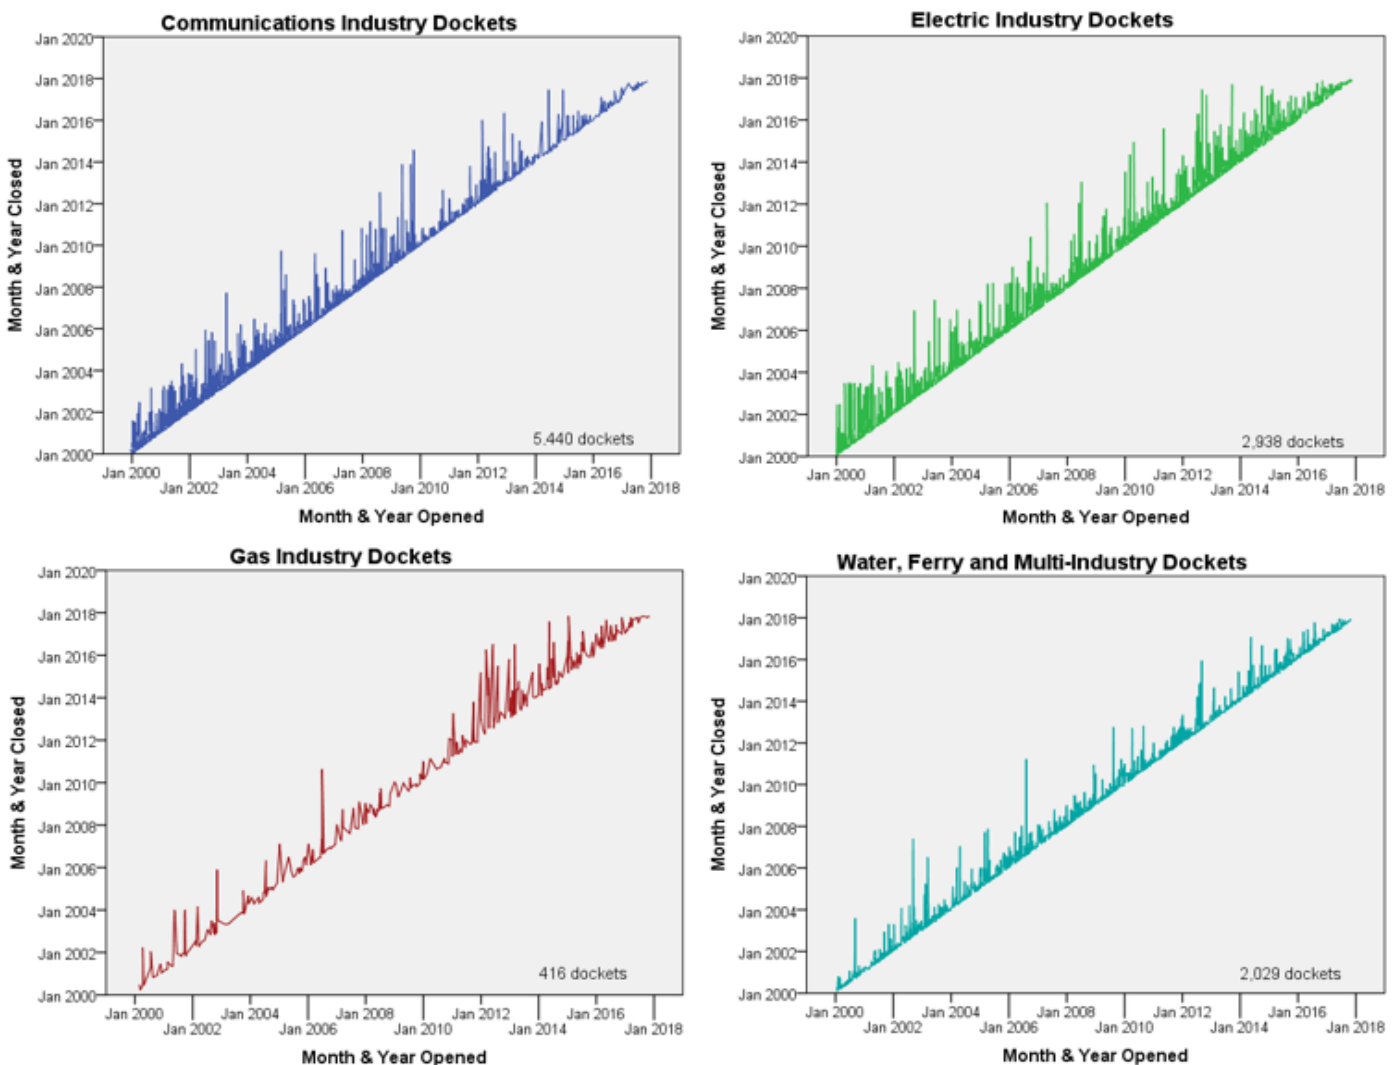 Communications Industry Dockets
Jan 2020
Jan 2018
Jan 2016
Jan 2014
Jan 2012
Jan 2010
Jan 2008
Jan 2006
Jan 2004
Jan 2002
Jan 2000
Month & Year Closed
5,440 dockets
Jan 2000 Jan 2004 Jan 2008 Jan 2012 Jan 2016
Jan 2002 Jan 2006 Jan 2010 Jan 2014 Jan 2018
Month & Year Opened
Electric Industry Dockets
Jan 2020
Jan 2018
Jan 2016
Jan 2014
Jan 2012
Jan 2010
Jan 2008
Jan 2006
Jan 2004
Jan 2002
Jan 2000
Month & Year Closed
2,938 dockets
Jan 2000 Jan 2004 Jan 2008 Jan 2012 Jan 2016
Jan 2002 Jan 2006 Jan 2010 Jan 2014 Jan 2018
Month & Year Opened
Gas Industry Dockets
Jan 2020
Jan 2018
Jan 2016
Jan 2014
Jan 2012
Jan 2010
Jan 2008
Jan 2006
Jan 2004
Jan 2002
Jan 2000
Month & Year Closed
416 dockets
Jan 2000 Jan 2004 Jan 2008 Jan 2012 Jan 2016
Jan 2002 Jan 2006 Jan 2010 Jan 2014 Jan 2018
Month & Year Opened
Water, Ferry and Multi-Industry Dockets
Jan 2020
Jan 2018
Jan 2016
Jan 2014
Jan 2012
Jan 2010
Jan 2008
Jan 2006
Jan 2004
Jan 2002
Jan 2000
Month & Year Closed
2,029 dockets
Jan 2000 Jan 2004 Jan 2008 Jan 2012 Jan 2016
Jan 2002 Jan 2006 Jan 2010 Jan 2014 Jan 2018
Month & Year Opened